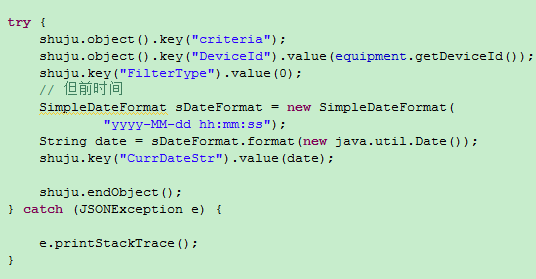 try {
shuju.object().key("criteria");
shuju.object().key("DeviceId").value(equipment.getDeviceId());
shuju.key("FilterType").value(0);
// 但前时间
SimpleDateFormat sDateFormat = new SimpleDateFormat(
"yyyy-MM-dd hh:mm:ss");
String date = sDateFormat.format(new java.util.Date());
shuju.key("CurrDateStr").value(date);
shuju.endObject();
} catch (JSONException e) {
e.printStackTrace();
}